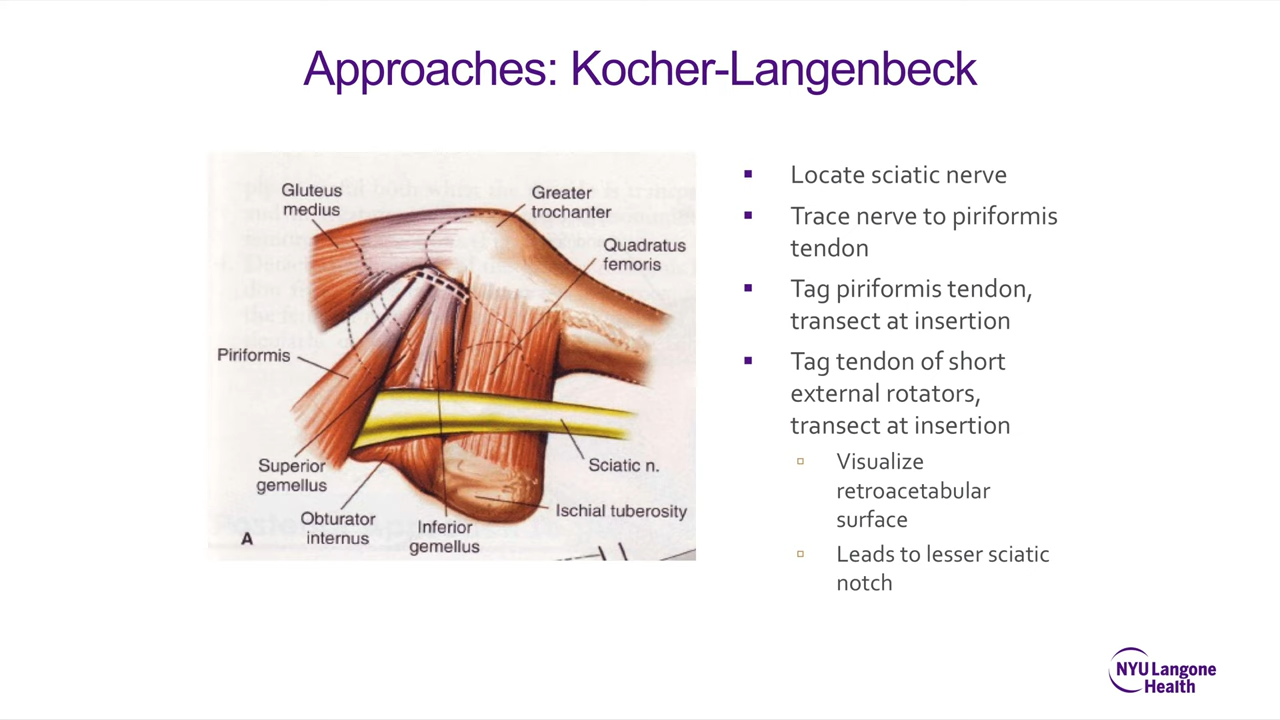 Approaches: Kocher-Langenbeck
Gluteus
medius
Greater
trochanter
Quadratus
femoris
Piriformis
Superior
gemellus
Sciatic n.
Obturator
internus
Inferior
gemellus
Ischial tuberosity
A
▪ Locate sciatic nerve
▪ Trace nerve to piriformis
tendon
▪ Tag piriformis tendon,
transect at insertion
▪ Tag tendon of short
external rotators,
transect at insertion
▫ Visualize
retroacetabular
surface
▫ Leads to lesser sciatic
notch
NYU Langone
Health